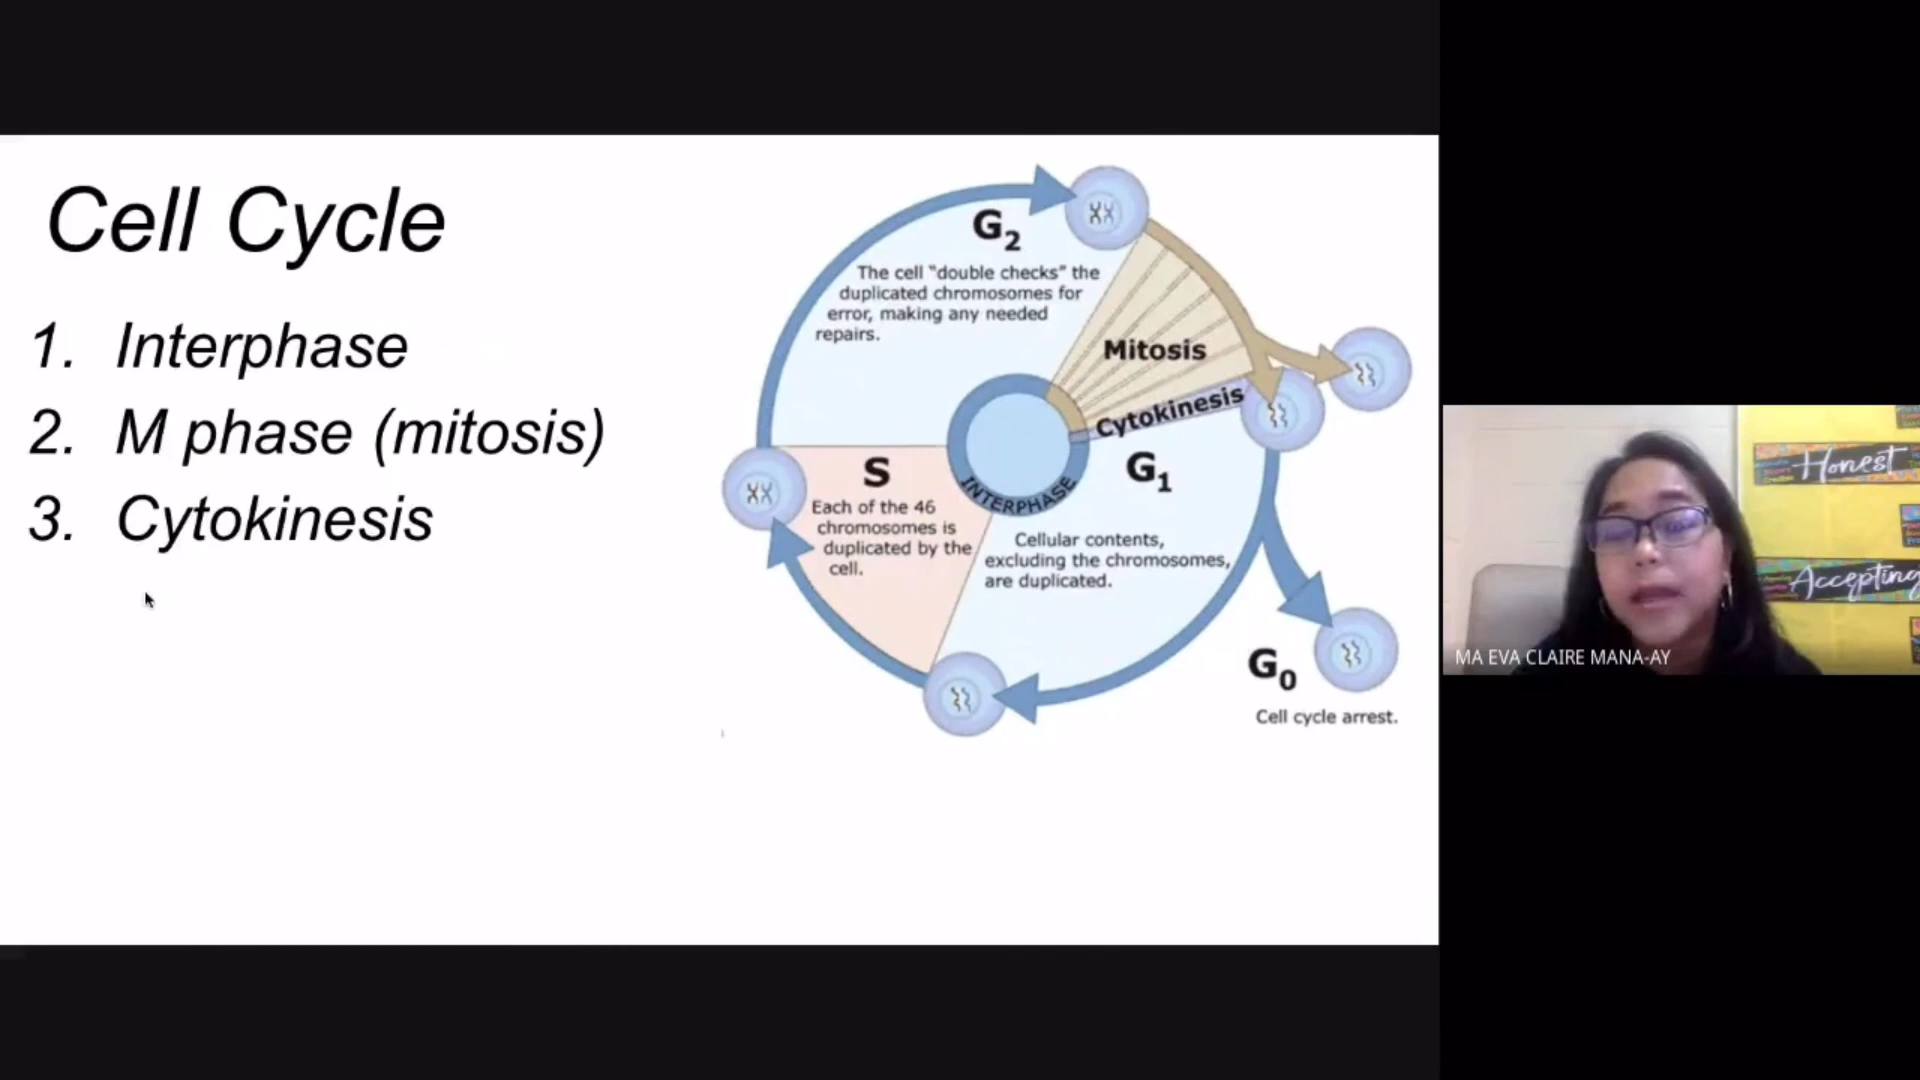 Cell Cycle
1. Interphase
2. M phase (mitosis)
3. Cytokinesis
G2
The cell "double checks" the
duplicated chromosomes for
error, making any needed
repairs.
Mitosis
Cytokinesis
S
Each of the 46
chromosomes is
duplicated by the
cell.
INTERPHASE
G1
Cellular contents,
excluding the chromosomes,
are duplicated.
G0
Cell cycle arrest.
Honest
Accepting
MA EVA CLAIRE MANA-AY